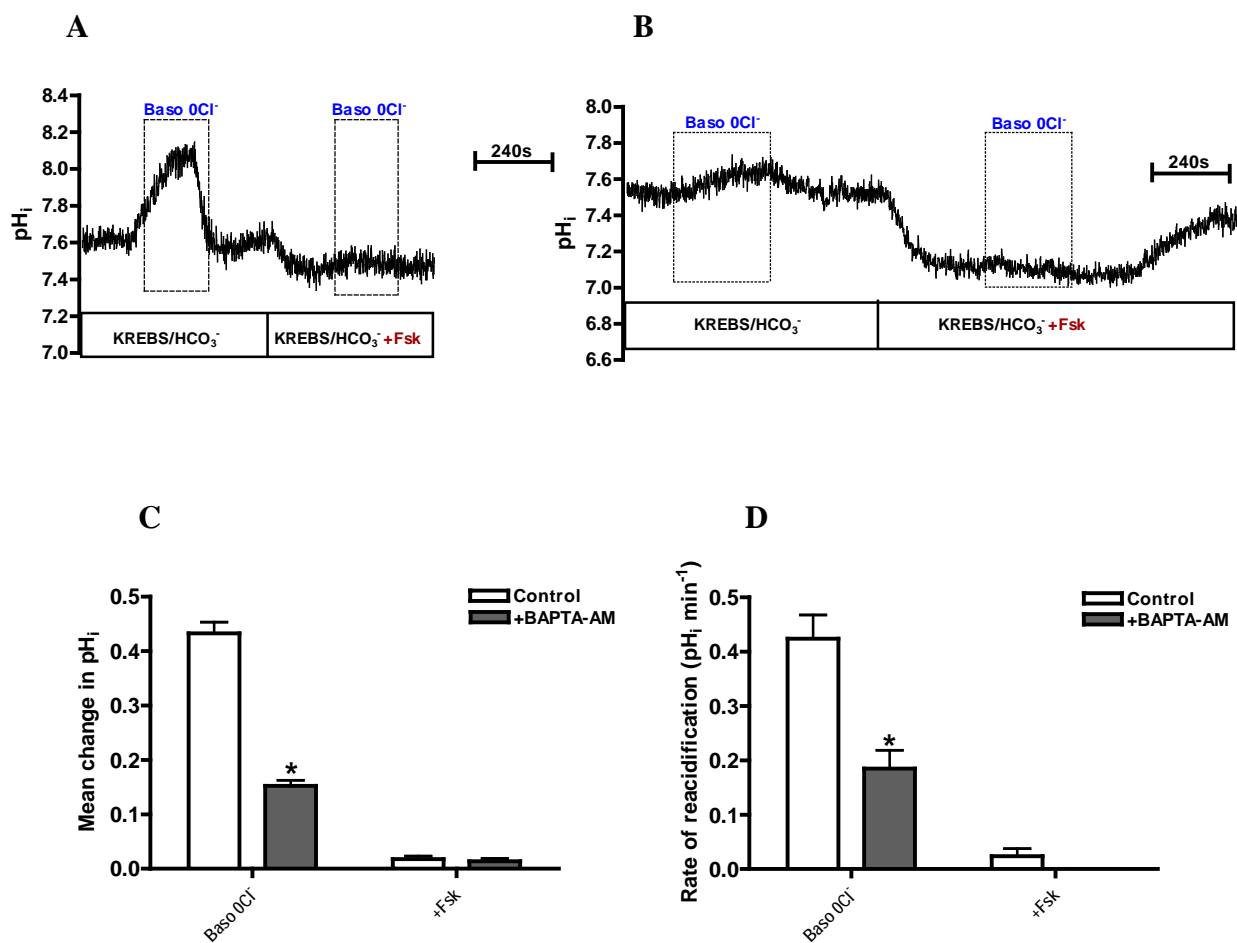 A
B
8.4
8.2
8.0
7.8
7.6
7.4
7.2
7.0
pHi
Baso 0Cl-
Baso 0Cl-
240s
KREBS/HCO3-
KREBS/HCO3- +Fsk
8.0
7.8
7.6
7.4
7.2
7.0
6.8
6.6
pHi
Baso 0Cl-
Baso 0Cl-
240s
KREBS/HCO3-
KREBS/HCO3- +Fsk
C
D
Mean change in pHi
0.5
0.4
0.3
0.2
0.1
0.0
*
Control
+BAPTA-AM
Baso 0Cl-
+Fsk
Rate of reacidification (pHi min-1)
0.5
0.4
0.3
0.2
0.1
0.0
*
Control
+BAPTA-AM
Baso 0Cl-
+Fsk